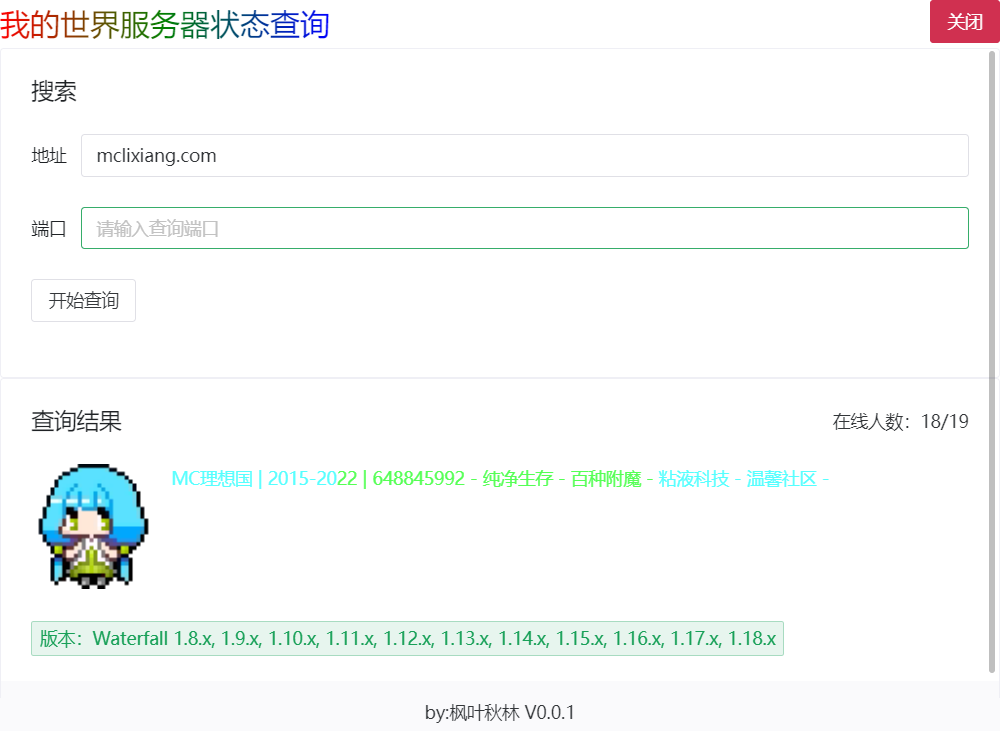 我的世界服务器状态查询
关闭
搜索
地址 mclixiang.com
端口 请输入查询端口
开始查询
查询结果 在线人数：18/19
MC理想国 | 2015-2022 | 648845992 - 纯净生存 - 百种附魔 - 粘液科技 - 温馨社区 -
版本：Waterfall 1.8.x, 1.9.x, 1.10.x, 1.11.x, 1.12.x, 1.13.x, 1.14.x, 1.15.x, 1.16.x, 1.17.x, 1.18.x
by:枫叶秋林 V0.0.1